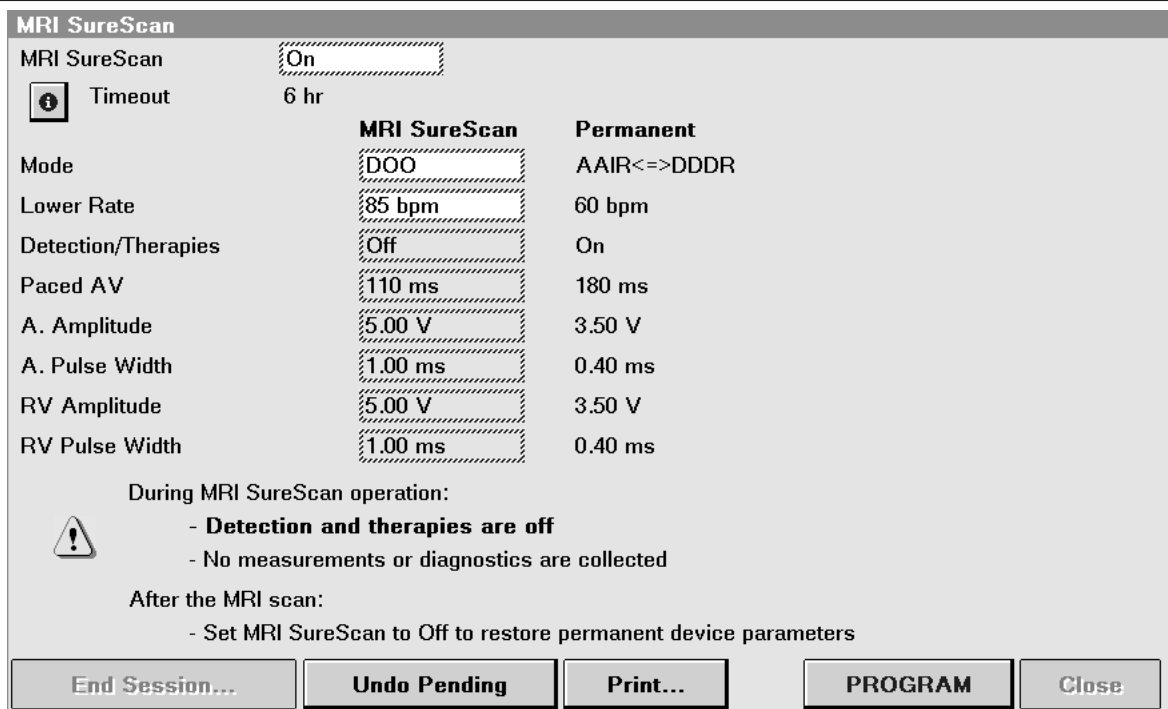 MRI SureScan
MRI SureScan On
Timeout 6 hr
MRI SureScan Permanent
Mode DOO AAIR<=>DDDR
Lower Rate 85 bpm 60 bpm
Detection/Therapies Off On
Paced AV 110 ms 180 ms
A. Amplitude 5.00 V 3.50 V
A. Pulse Width 1.00 ms 0.40 ms
RV Amplitude 5.00 V 3.50 V
RV Pulse Width 1.00 ms 0.40 ms
During MRI SureScan operation:
- Detection and therapies are off
- No measurements or diagnostics are collected
After the MRI scan:
- Set MRI SureScan to Off to restore permanent device parameters
End Session... Undo Pending Print... PROGRAM Close